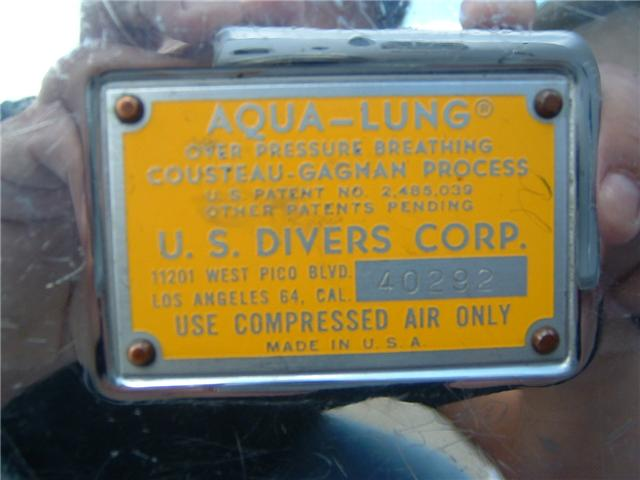 AQUA-LUNG®
OVER PRESSURE BREATHING
COUSTEAU-GAGNAN PROCESS
U.S. PATENT NO. 2,485,039
OTHER PATENTS PENDING
U. S. DIVERS CORP.
11201 WEST PICO BLVD.
LOS ANGELES 64, CAL.
40292
USE COMPRESSED AIR ONLY
MADE IN U. S. A.